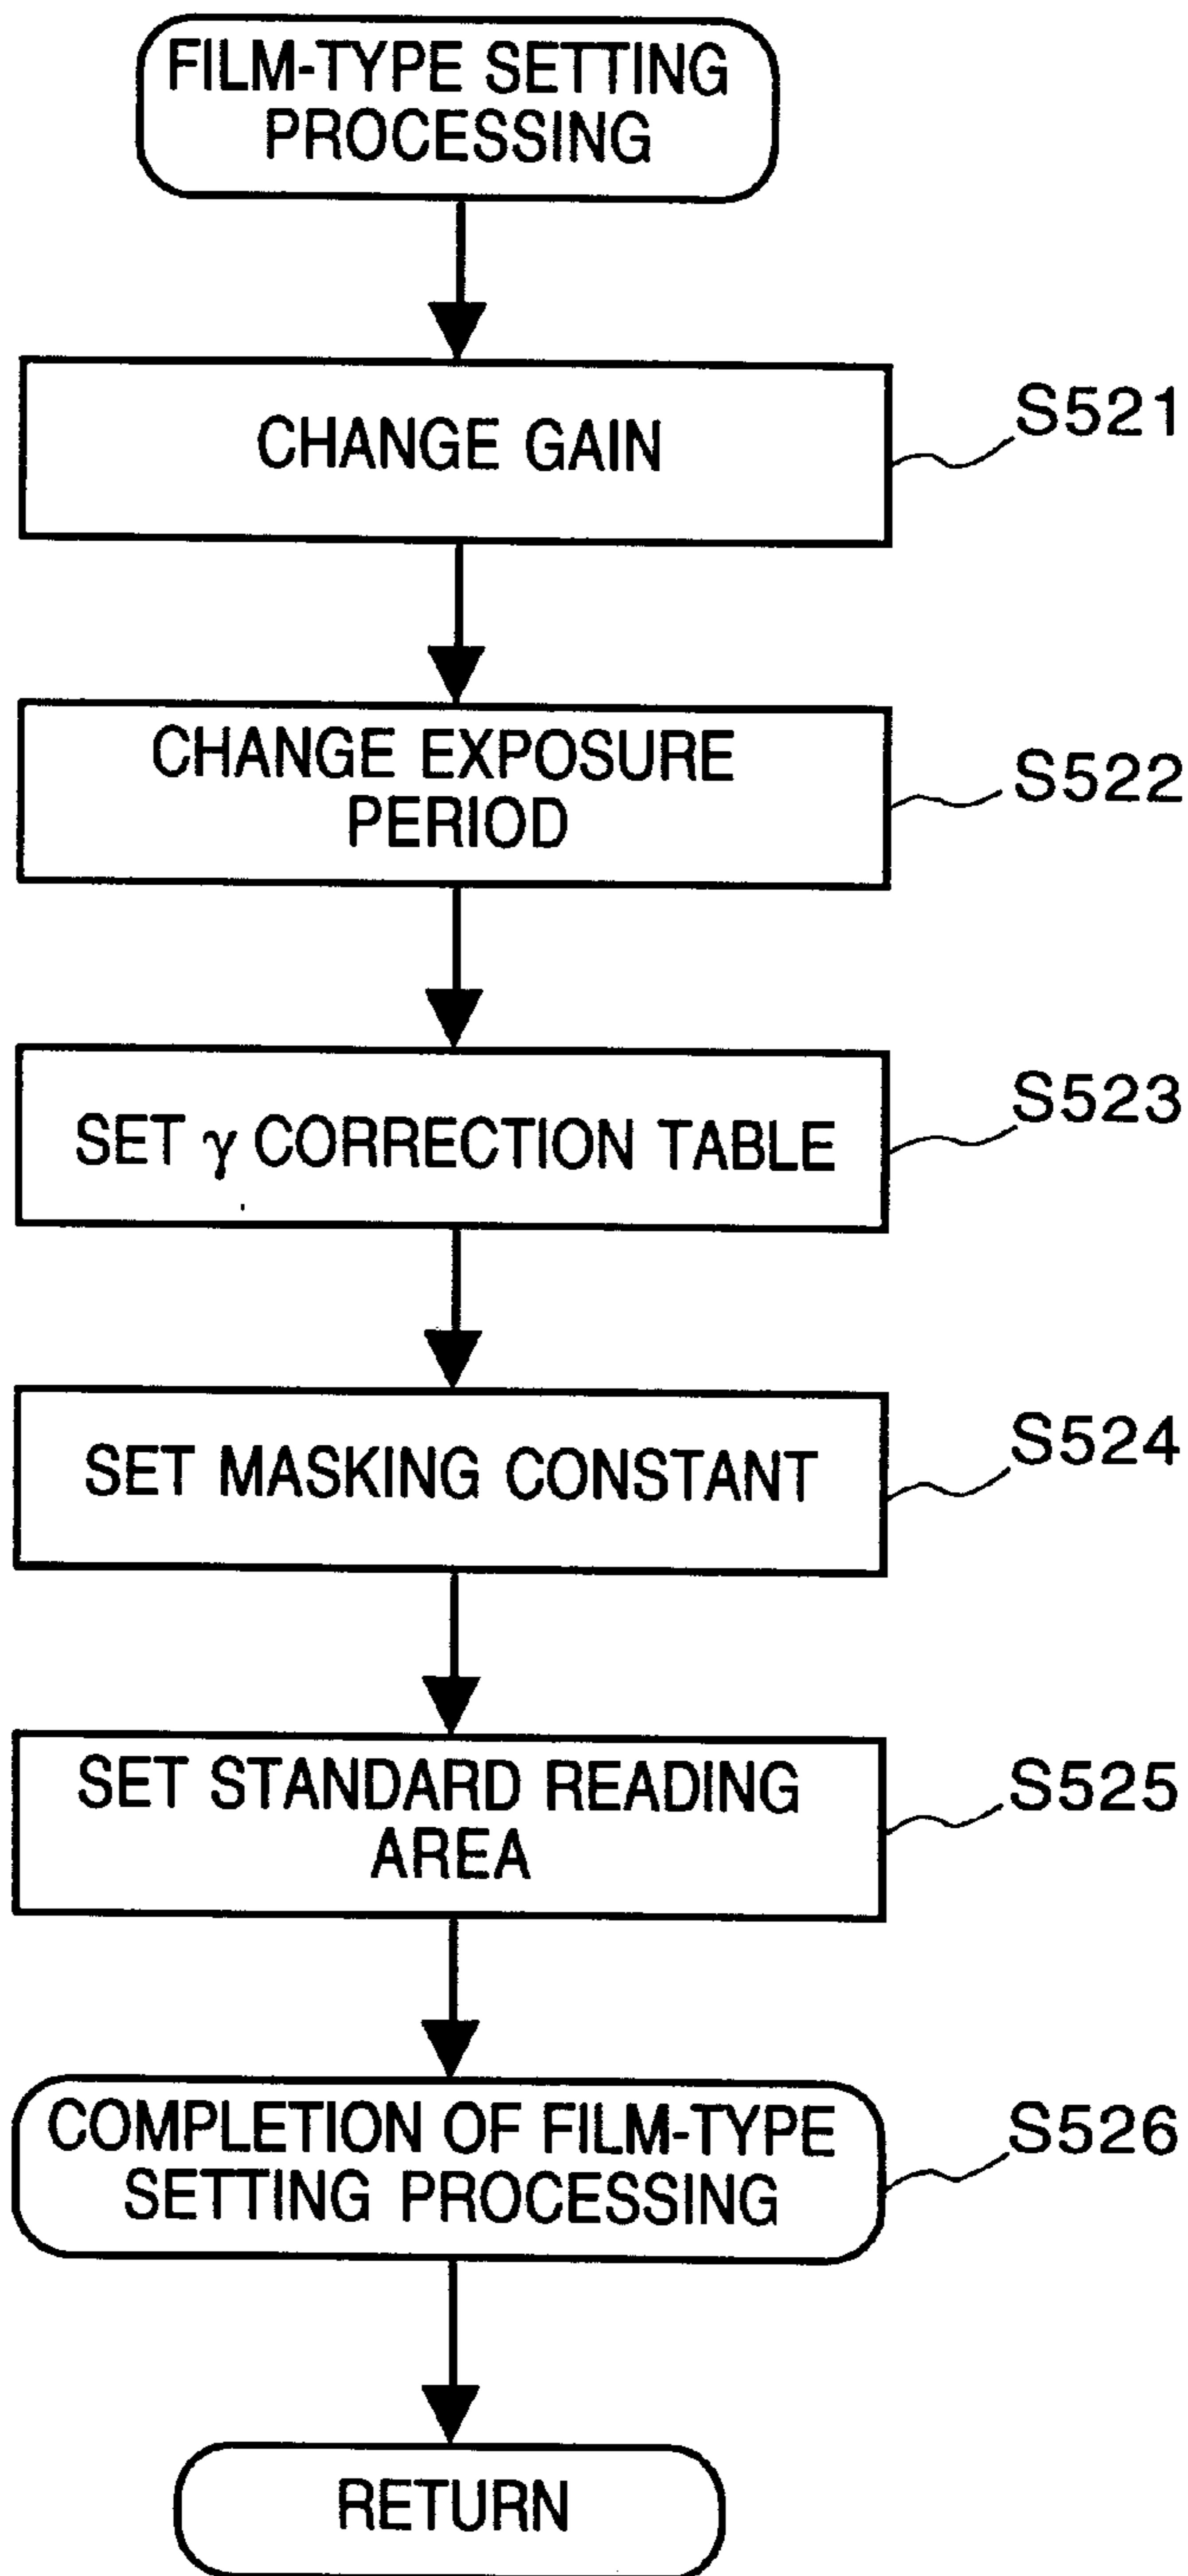 FILM-TYPE SETTING
PROCESSING
CHANGE GAIN
S521
CHANGE EXPOSURE
PERIOD
S522
SET γ CORRECTION TABLE
S523
SET MASKING CONSTANT
S524
SET STANDARD READING
AREA
S525
COMPLETION OF FILM-TYPE
SETTING PROCESSING
S526
RETURN